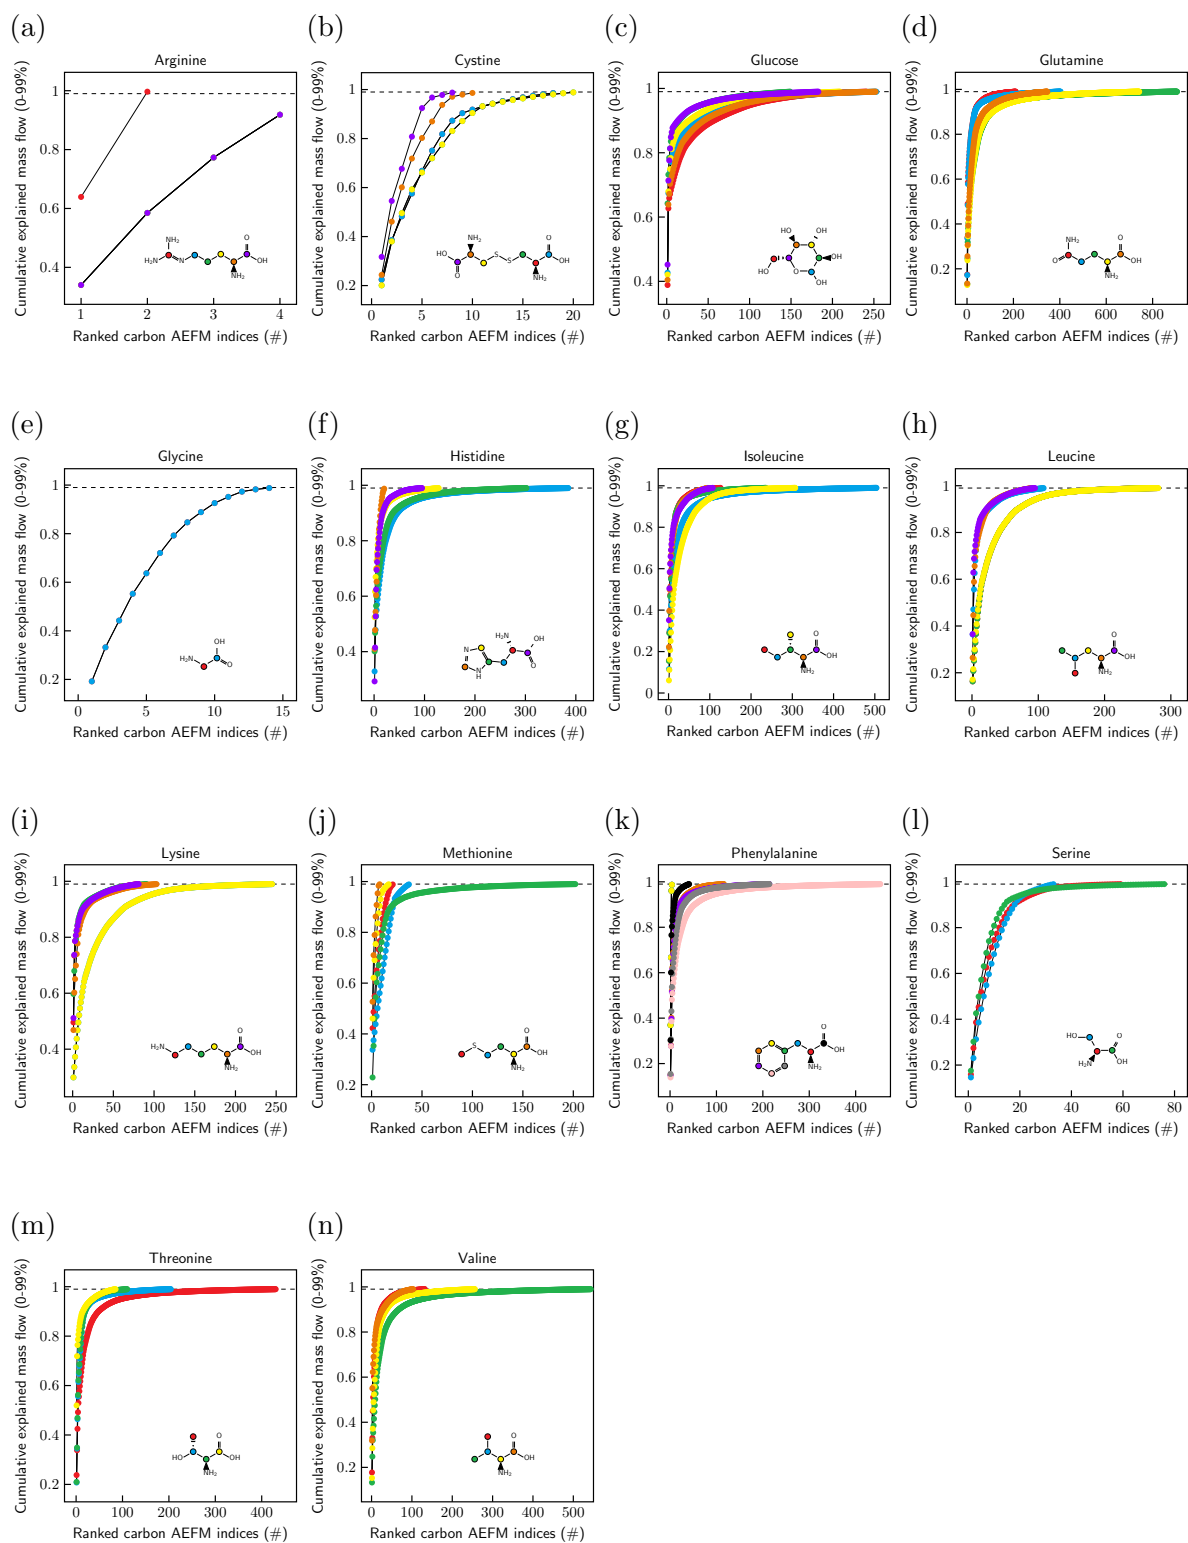 (a) (b) (c) (d)
Arginine Cystine Glucose Glutamine
Cumulative explained mass flow (0-99%)
1
0.8
0.6
0.4
1 2 3 4
Ranked carbon AEFM indices (#)
NH₂
H₂N N O OH
NH₂
Cumulative explained mass flow (0-99%)
1
0.8
0.6
0.4
0.2
0 5 10 15 20
Ranked carbon AEFM indices (#)
NH₂
HO S O
O S OH
NH₂
Cumulative explained mass flow (0-99%)
1
0.8
0.6
0.4
0 50 100 150 200 250
Ranked carbon AEFM indices (#)
HO OH
OH
HO O
OH
Cumulative explained mass flow (0-99%)
1
0.8
0.6
0.4
0.2
0 200 400 600 800
Ranked carbon AEFM indices (#)
NH₂ O
O OH
NH₂
(e) (f) (g) (h)
Glycine Histidine Isoleucine Leucine
Cumulative explained mass flow (0-99%)
1
0.8
0.6
0.4
0.2
0 5 10 15
Ranked carbon AEFM indices (#)
OH
H₂N O
Cumulative explained mass flow (0-99%)
1
0.8
0.6
0.4
0 100 200 300 400
Ranked carbon AEFM indices (#)
H₂N OH
N O
N
H
Cumulative explained mass flow (0-99%)
1
0.8
0.6
0.4
0.2
0
0 100 200 300 400 500
Ranked carbon AEFM indices (#)
O
OH
NH₂
Cumulative explained mass flow (0-99%)
1
0.8
0.6
0.4
0.2
0 100 200 300
Ranked carbon AEFM indices (#)
O
OH
NH₂
(i) (j) (k) (l)
Lysine Methionine Phenylalanine Serine
Cumulative explained mass flow (0-99%)
1
0.8
0.6
0.4
0 50 100 150 200 250
Ranked carbon AEFM indices (#)
H₂N O
OH
NH₂
Cumulative explained mass flow (0-99%)
1
0.8
0.6
0.4
0.2
0 50 100 150 200
Ranked carbon AEFM indices (#)
S O
OH
NH₂
Cumulative explained mass flow (0-99%)
1
0.8
0.6
0.4
0.2
0 100 200 300 400
Ranked carbon AEFM indices (#)
O
OH
NH₂
Cumulative explained mass flow (0-99%)
1
0.8
0.6
0.4
0.2
0 20 40 60 80
Ranked carbon AEFM indices (#)
HO O
H₂N OH
(m) (n)
Threonine Valine
Cumulative explained mass flow (0-99%)
1
0.8
0.6
0.4
0.2
0 100 200 300 400
Ranked carbon AEFM indices (#)
O
HO OH
NH₂
Cumulative explained mass flow (0-99%)
1
0.8
0.6
0.4
0.2
0 100 200 300 400 500
Ranked carbon AEFM indices (#)
O
OH
NH₂